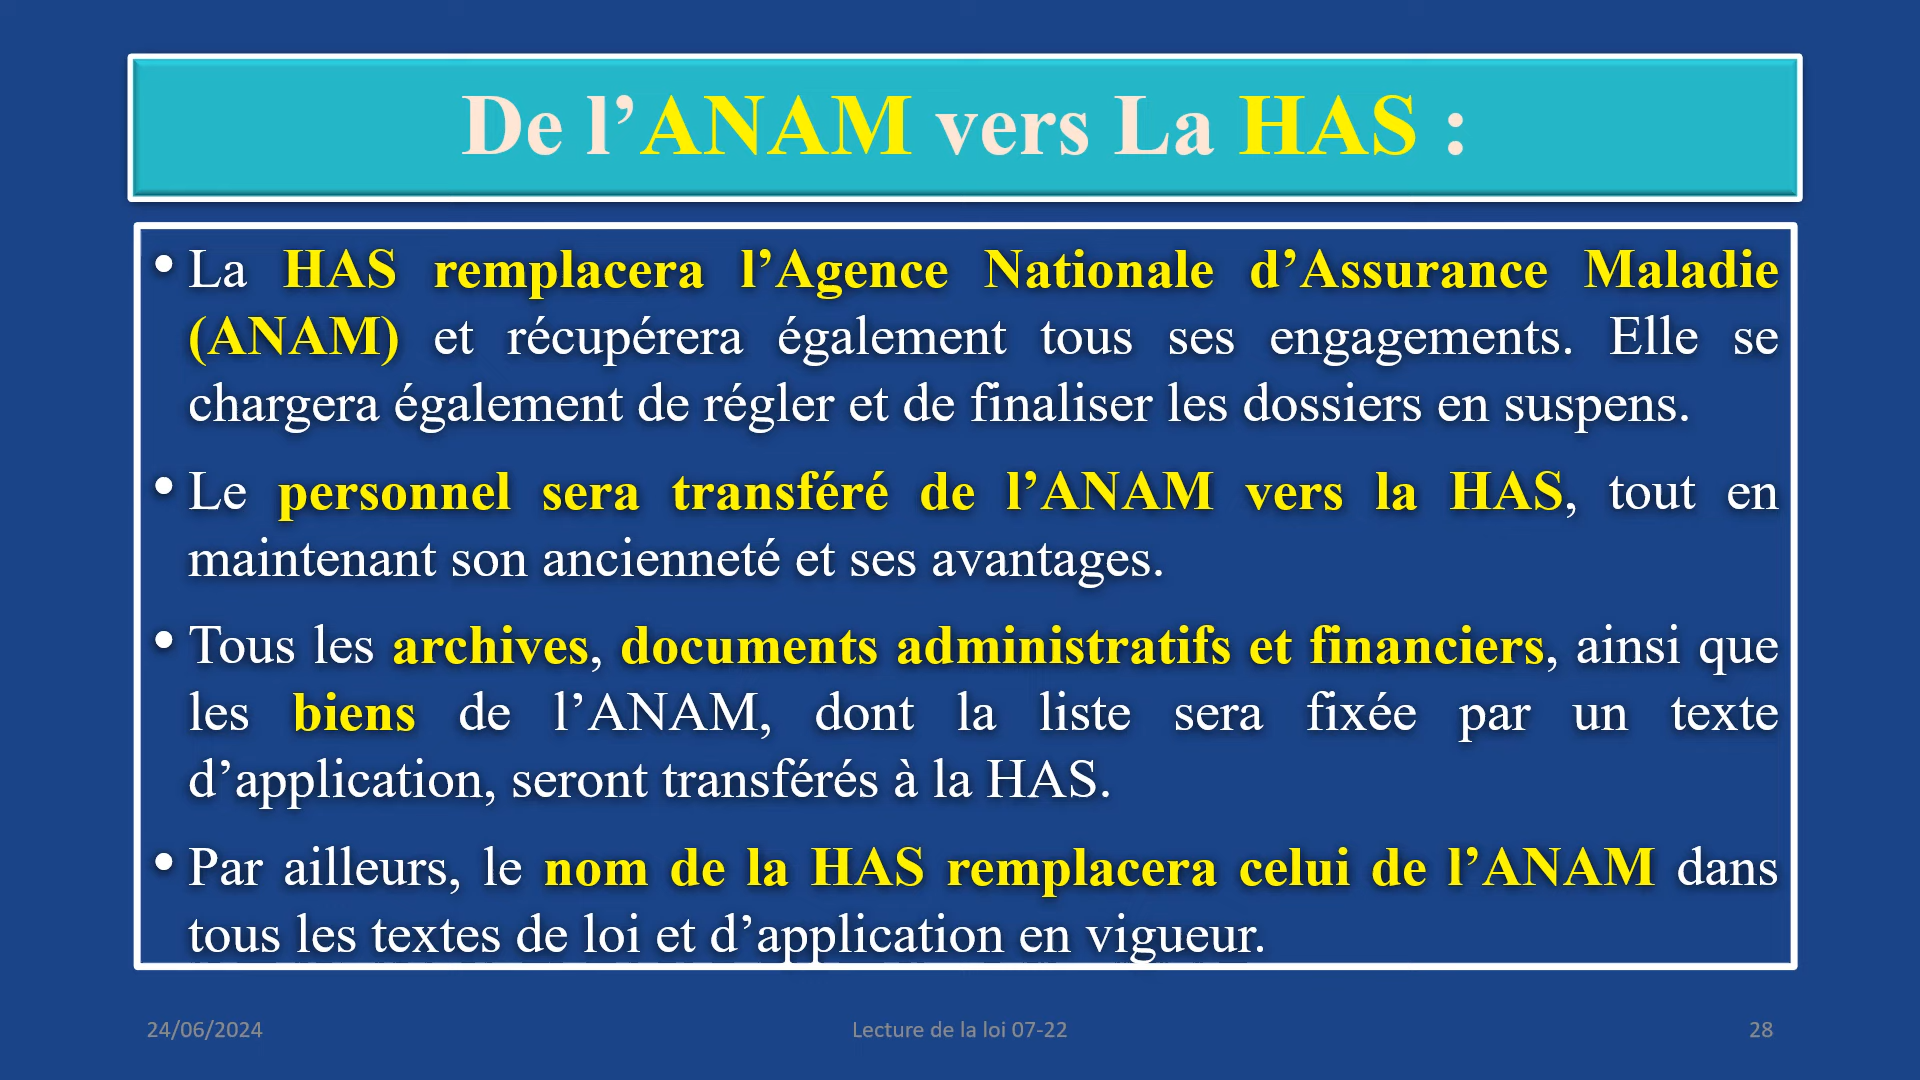 De l’ANAM vers La HAS :
• La HAS remplacera l’Agence Nationale d’Assurance Maladie
(ANAM) et récupérera également tous ses engagements. Elle se
chargera également de régler et de finaliser les dossiers en suspens.
• Le personnel sera transféré de l’ANAM vers la HAS, tout en
maintenant son ancienneté et ses avantages.
• Tous les archives, documents administratifs et financiers, ainsi que
les biens de l’ANAM, dont la liste sera fixée par un texte
d’application, seront transférés à la HAS.
• Par ailleurs, le nom de la HAS remplacera celui de l’ANAM dans
tous les textes de loi et d’application en vigueur.
24/06/2024
Lecture de la loi 07-22
28